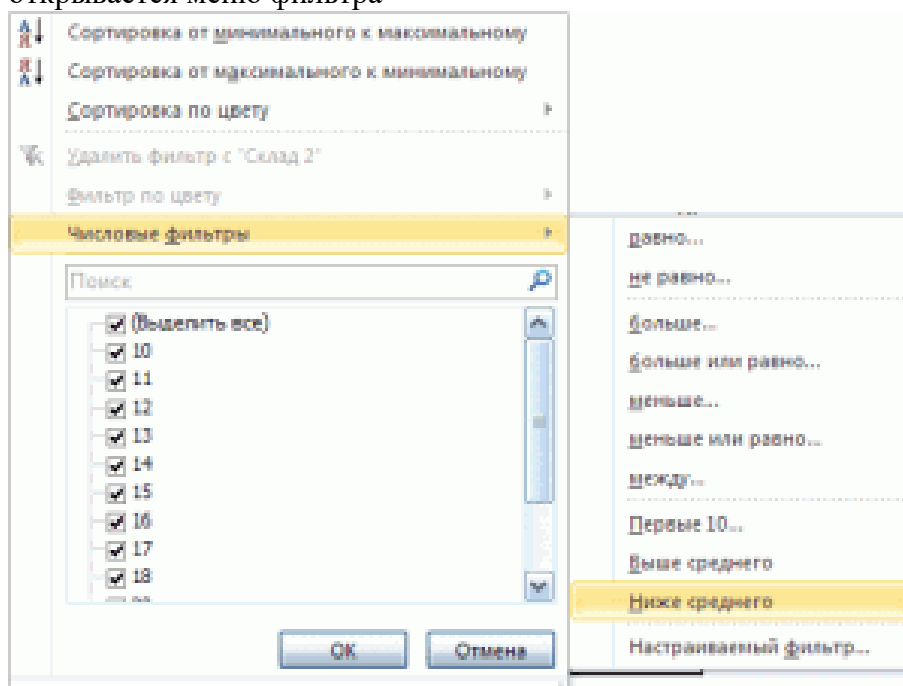 открывается меню фильтра
Сортировка от минимального к максимальному
Сортировка от максимального к минимальному
Сортировка по цвету
Удалить фильтр с "Склад 2"
Фильтр по цвету
Числовые фильтры
Поиск
(Выделить все)
10
11
12
13
14
15
16
17
18
ОК
Отмена
равно...
не равно...
больше...
больше или равно...
меньше...
меньше или равно...
между...
Первые 10...
Выше среднего
Ниже среднего
Настраиваемый фильтр...